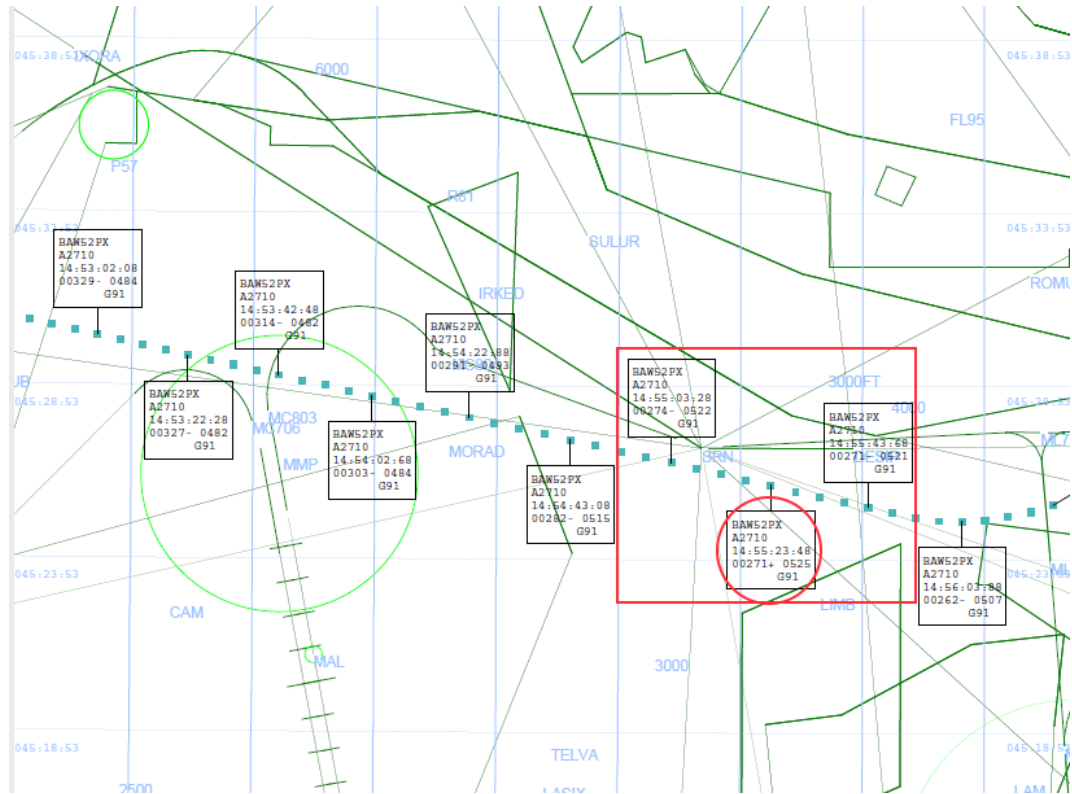 045:38:53
IXORA
6000
045:38:53
FL95
P57
R61
045:33:53
045:33:53
SULUR
BAW52PX
A2710
14:53:02:08
00329- 0484
G91
BAW52PX
A2710
14:53:42:48
00314- 0482
G91
IRKED
ROMU
BAW52PX
A2710
14:54:22:88
00291- 0493
G91
BAW52PX
A2710
14:55:03:28
00274- 0522
G91
3000FT
4000
JB
BAW52PX
A2710
14:53:22:28
00327- 0482
G91
045:28:53
MC803
MC706
BAW52PX
A2710
14:54:02:68
00303- 0484
G91
MMP
MORAD
SRN
BAW52PX
A2710
14:55:43:68
00271- 0521
G91
ML7
BAW52PX
A2710
14:54:43:08
00282- 0515
G91
BAW52PX
A2710
14:55:23:48
00271+ 0525
G91
BAW52PX
A2710
14:56:03:88
00262- 0507
G91
045:23:53
045:23:53
ML
CAM
LIMB
MAL
3000
045:18:53
TELVA
045:18:53
2500
LASIX
LAM